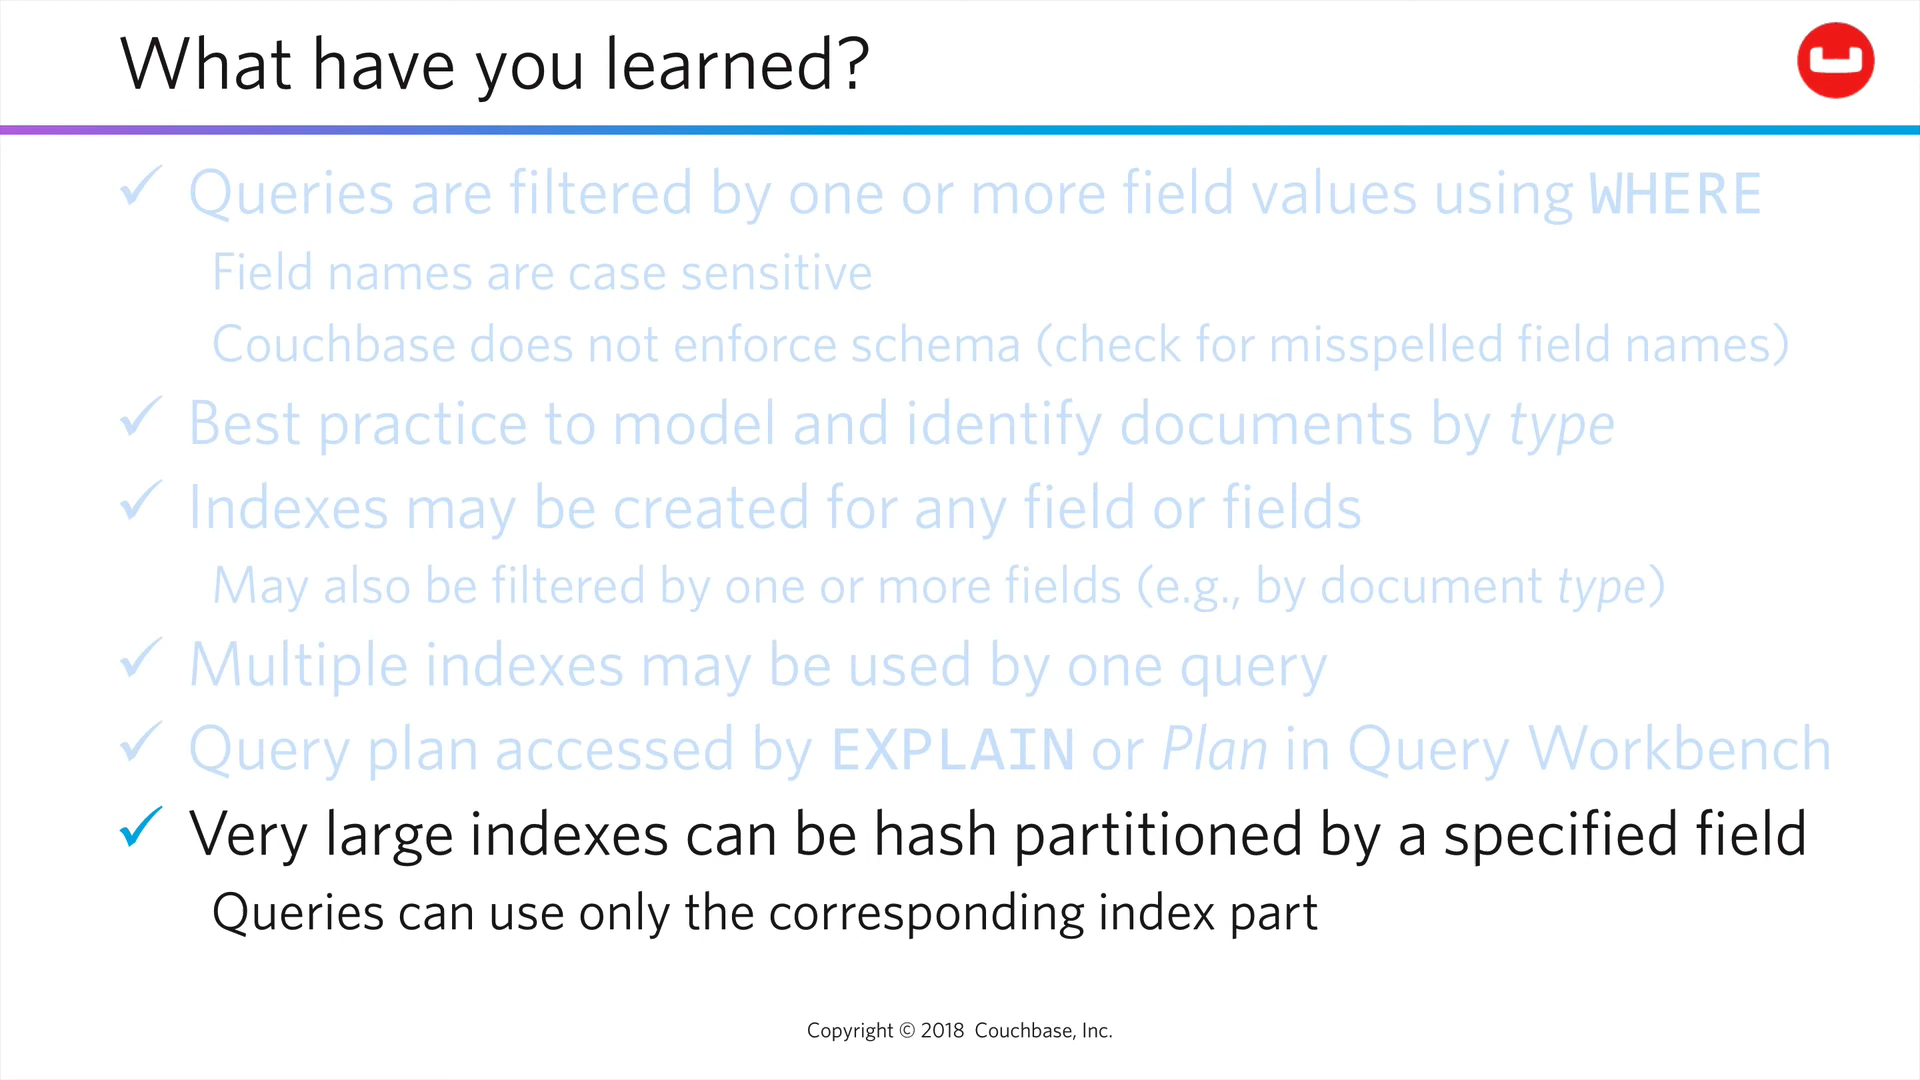 What have you learned?
✓ Queries are filtered by one or more field values using WHERE
Field names are case sensitive
Couchbase does not enforce schema (check for misspelled field names)
✓ Best practice to model and identify documents by type
✓ Indexes may be created for any field or fields
May also be filtered by one or more fields (e.g., by document type)
✓ Multiple indexes may be used by one query
✓ Query plan accessed by EXPLAIN or Plan in Query Workbench
✓ Very large indexes can be hash partitioned by a specified field
Queries can use only the corresponding index part
Copyright © 2018 Couchbase, Inc.